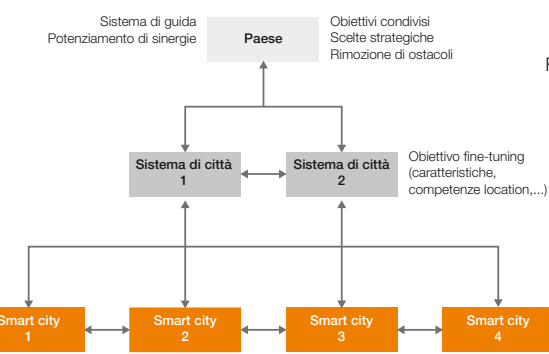 Sistema di guida
Potenziamento di sinergie
Paese
Obiettivi condivisi
Scelte strategiche
Rimozione di ostacoli
F
Sistema di città
1
Sistema di città
2
Obiettivo fine-tuning
(caratteristiche,
competenze location,...)
Smart city
1
Smart city
2
Smart city
3
Smart city
4